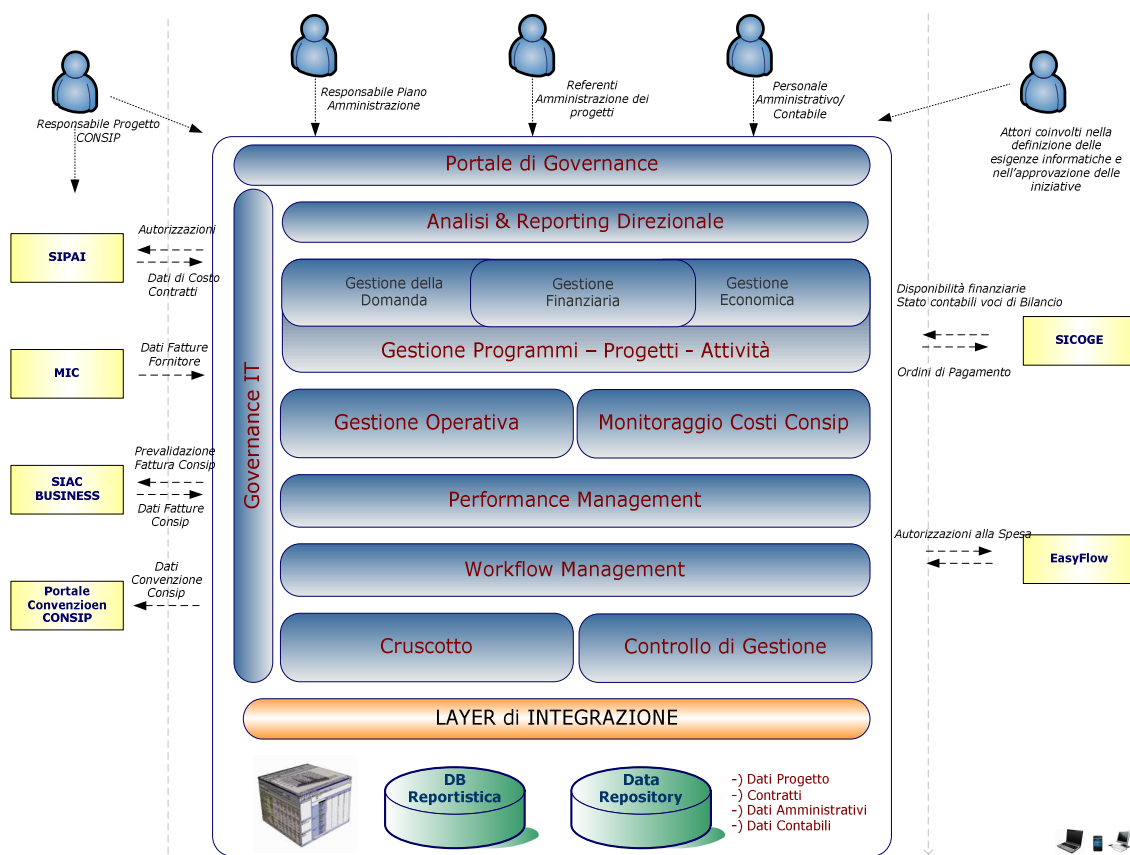 Responsabile Progetto
CONSIP
Responsabile Piano
Amministrazione
Referenti
Amministrazione dei
progetti
Personale
Amministrativo/
Contabile
Attori coinvolti nella
definizione delle
esigenze informatiche e
nell'approvazione delle
iniziative
Portale di Governance
Governance IT
Analisi & Reporting Direzionale
Gestione della
Domanda
Gestione
Finanziaria
Gestione
Economica
Gestione Programmi – Progetti - Attività
Gestione Operativa
Monitoraggio Costi Consip
Performance Management
Workflow Management
Cruscotto
Controllo di Gestione
LAYER di INTEGRAZIONE
DB
Reportistica
Data
Repository
-) Dati Progetto
-) Contratti
-) Dati Amministrativi
-) Dati Contabili
SIPAI
Autorizzazioni
Dati di Costo
Contratti
MIC
Dati Fatture
Fornitore
SIAC
BUSINESS
Prevalidazione
Fattura Consip
Dati Fatture
Consip
Portale
Convenzioen
CONSIP
Dati
Convenzione
Consip
Disponibilità finanziarie
Stato contabili voci di Bilancio
SICOGE
Ordini di Pagamento
Autorizzazioni alla Spesa
EasyFlow